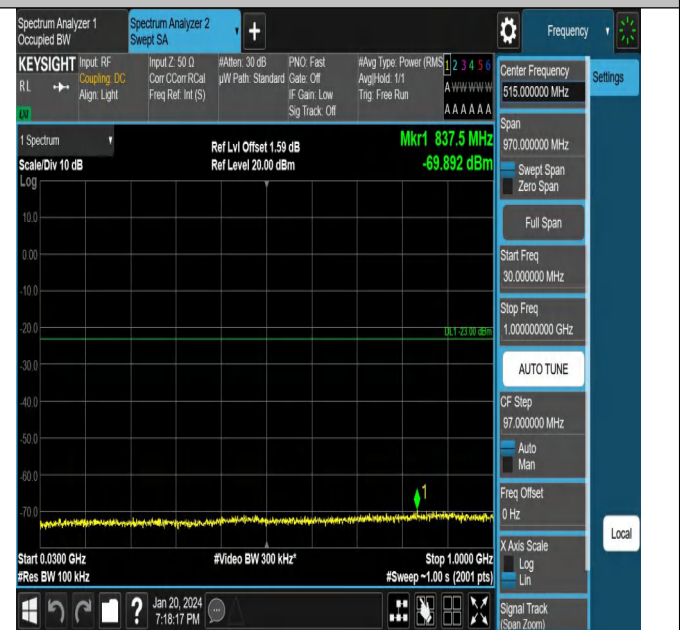 Spectrum Analyzer 1
Occupied BW
Spectrum Analyzer 2
Swept SA
Frequency
KEYSIGHT
RL
LXI
Input: RF
Coupling: DC
Align: Light
Input Z: 50 Ω
Corr CCorr RCal
Freq Ref: Int (S)
#Atten: 30 dB
µW Path: Standard
PNO: Fast
Gate: Off
IF Gain: Low
Sig Track: Off
#Avg Type: Power (RMS
Avg|Hold: 1/1
Trig: Free Run
1 2 3 4 5 6
A W W W W W
A A A A A A
1 Spectrum
Scale/Div 10 dB
Ref Lvl Offset 1.59 dB
Ref Level 20.00 dBm
Mkr1 837.5 MHz
-69.892 dBm
Log
10.0
0.00
-10.0
-20.0
-30.0
-40.0
-50.0
-60.0
-70.0
DL1 -23.00 dBm
1
Start 0.0300 GHz
#Res BW 100 kHz
#Video BW 300 kHz*
Stop 1.0000 GHz
#Sweep ~1.00 s (2001 pts)
Jan 20, 2024
7:18:17 PM
Center Frequency
515.000000 MHz
Settings
Span
970.000000 MHz
Swept Span
Zero Span
Full Span
Start Freq
30.000000 MHz
Stop Freq
1.000000000 GHz
AUTO TUNE
CF Step
97.000000 MHz
Auto
Man
Freq Offset
0 Hz
X Axis Scale
Log
Lin
Local
Signal Track
(Span Zoom)